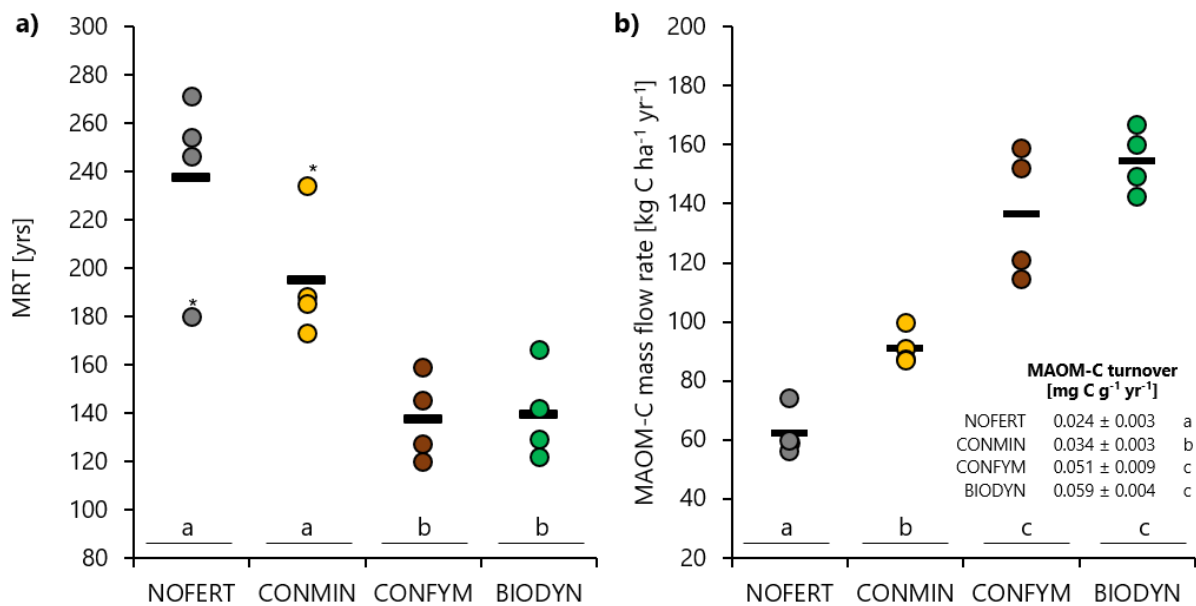 a)
MRT [yrs]
300
280
260
240
220
200
180
160
140
120
100
80
*
*
a
a
b
b
NOFERT
CONMIN
CONFYM
BIODYN
b)
MAOM-C mass flow rate [kg C ha⁻¹ yr⁻¹]
200
180
160
140
120
100
80
60
40
20
MAOM-C turnover
[mg C g⁻¹ yr⁻¹]
NOFERT 0.024 ± 0.003 a
CONMIN 0.034 ± 0.003 b
CONFYM 0.051 ± 0.009 c
BIODYN 0.059 ± 0.004 c
a
b
c
c
NOFERT
CONMIN
CONFYM
BIODYN